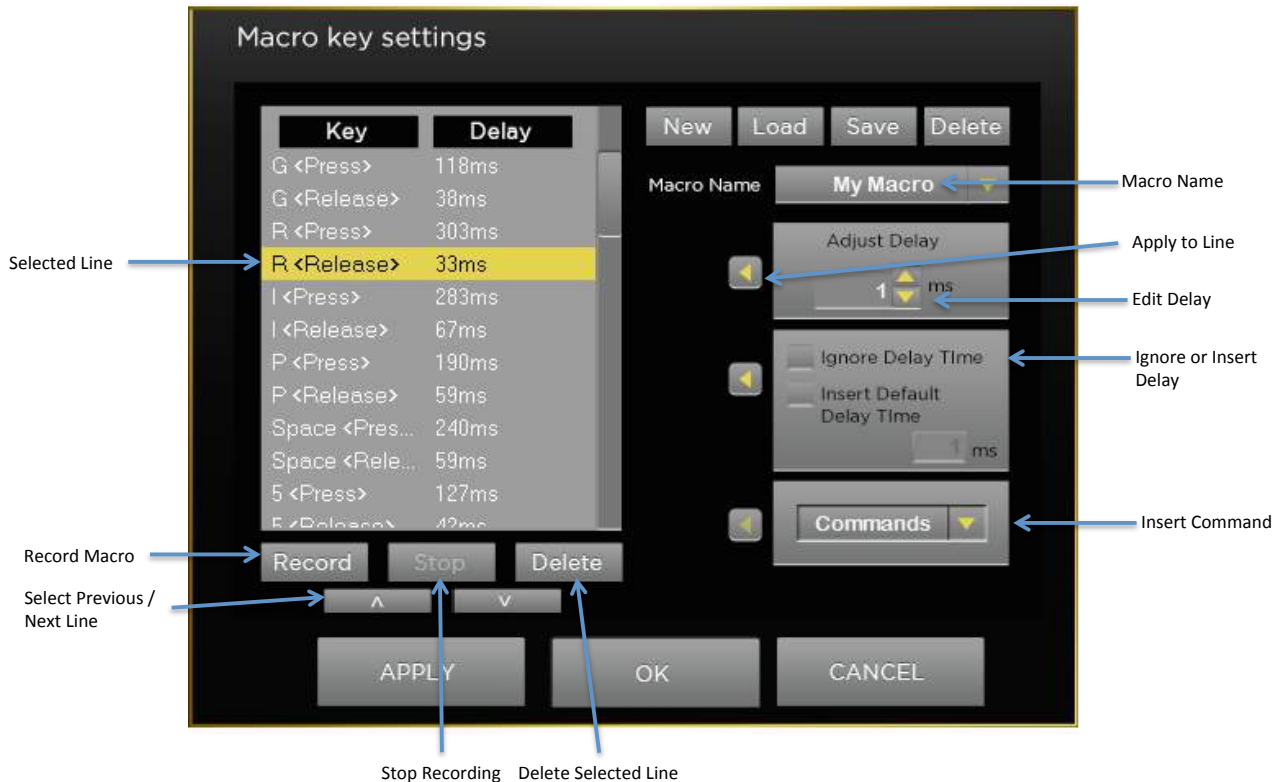 Macro key settings
Key Delay
G <Press> 118ms
G <Release> 38ms
R <Press> 303ms
R <Release> 33ms
I <Press> 283ms
I <Release> 67ms
P <Press> 190ms
P <Release> 59ms
Space <Pres... 240ms
Space <Rele... 59ms
5 <Press> 127ms
5 <Release> 42ms
Record Stop Delete
^ v
New Load Save Delete
Macro Name My Macro
Adjust Delay
1 ms
Ignore Delay TIme
Insert Default
Delay TIme
1 ms
Commands
APPLY OK CANCEL
Selected Line
Record Macro
Select Previous /
Next Line
Macro Name
Apply to Line
Edit Delay
Ignore or Insert
Delay
Insert Command
Stop Recording
Delete Selected Line